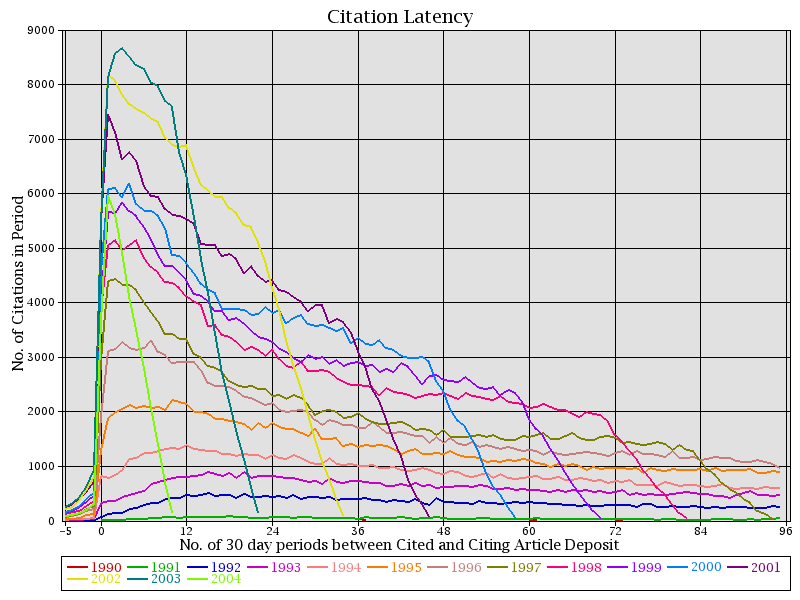 Citation Latency
No. of Citations in Period
9000
8000
7000
6000
5000
4000
3000
2000
1000
0
-5 0 12 24 36 48 60 72 84 96
No. of 30 day periods between Cited and Citing Article Deposit
1990 1991 1992 1993 1994 1995 1996 1997 1998 1999 2000 2001
2002 2003 2004